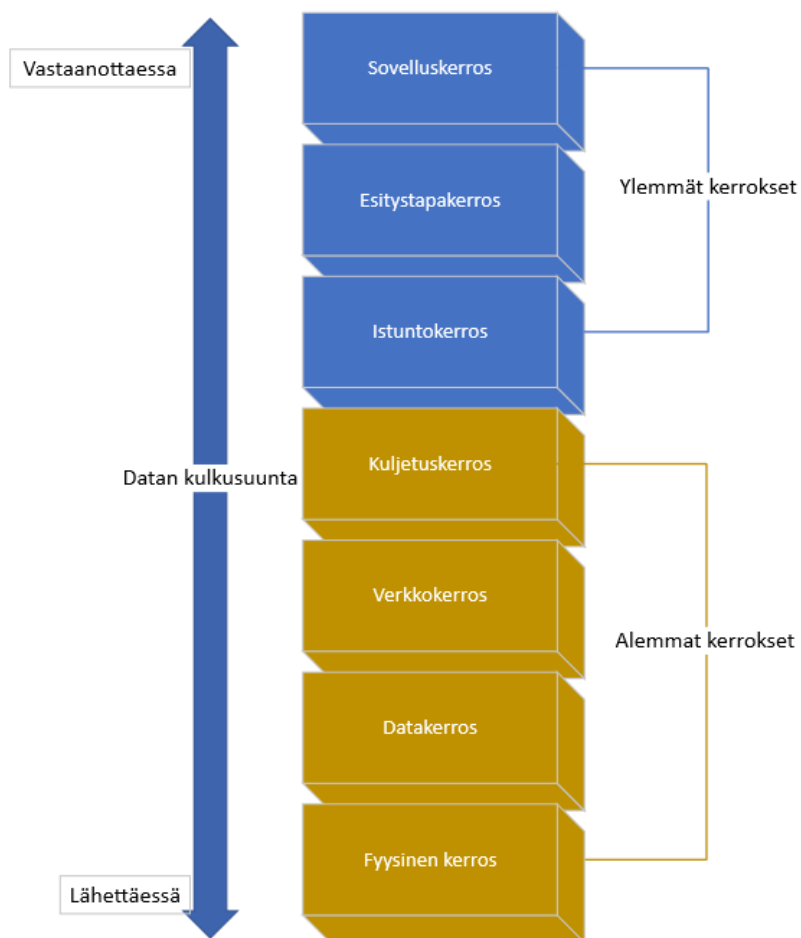 Sovelluskerros
Vastaanottaessa
Ylemmät kerrokset
Esitystapakerros
Istuntokerros
Kuljetuskerros
Datan kulkusuunta
Verkkokerros
Alemmat kerrokset
Datakerros
Fyysinen kerros
Lähettäessä